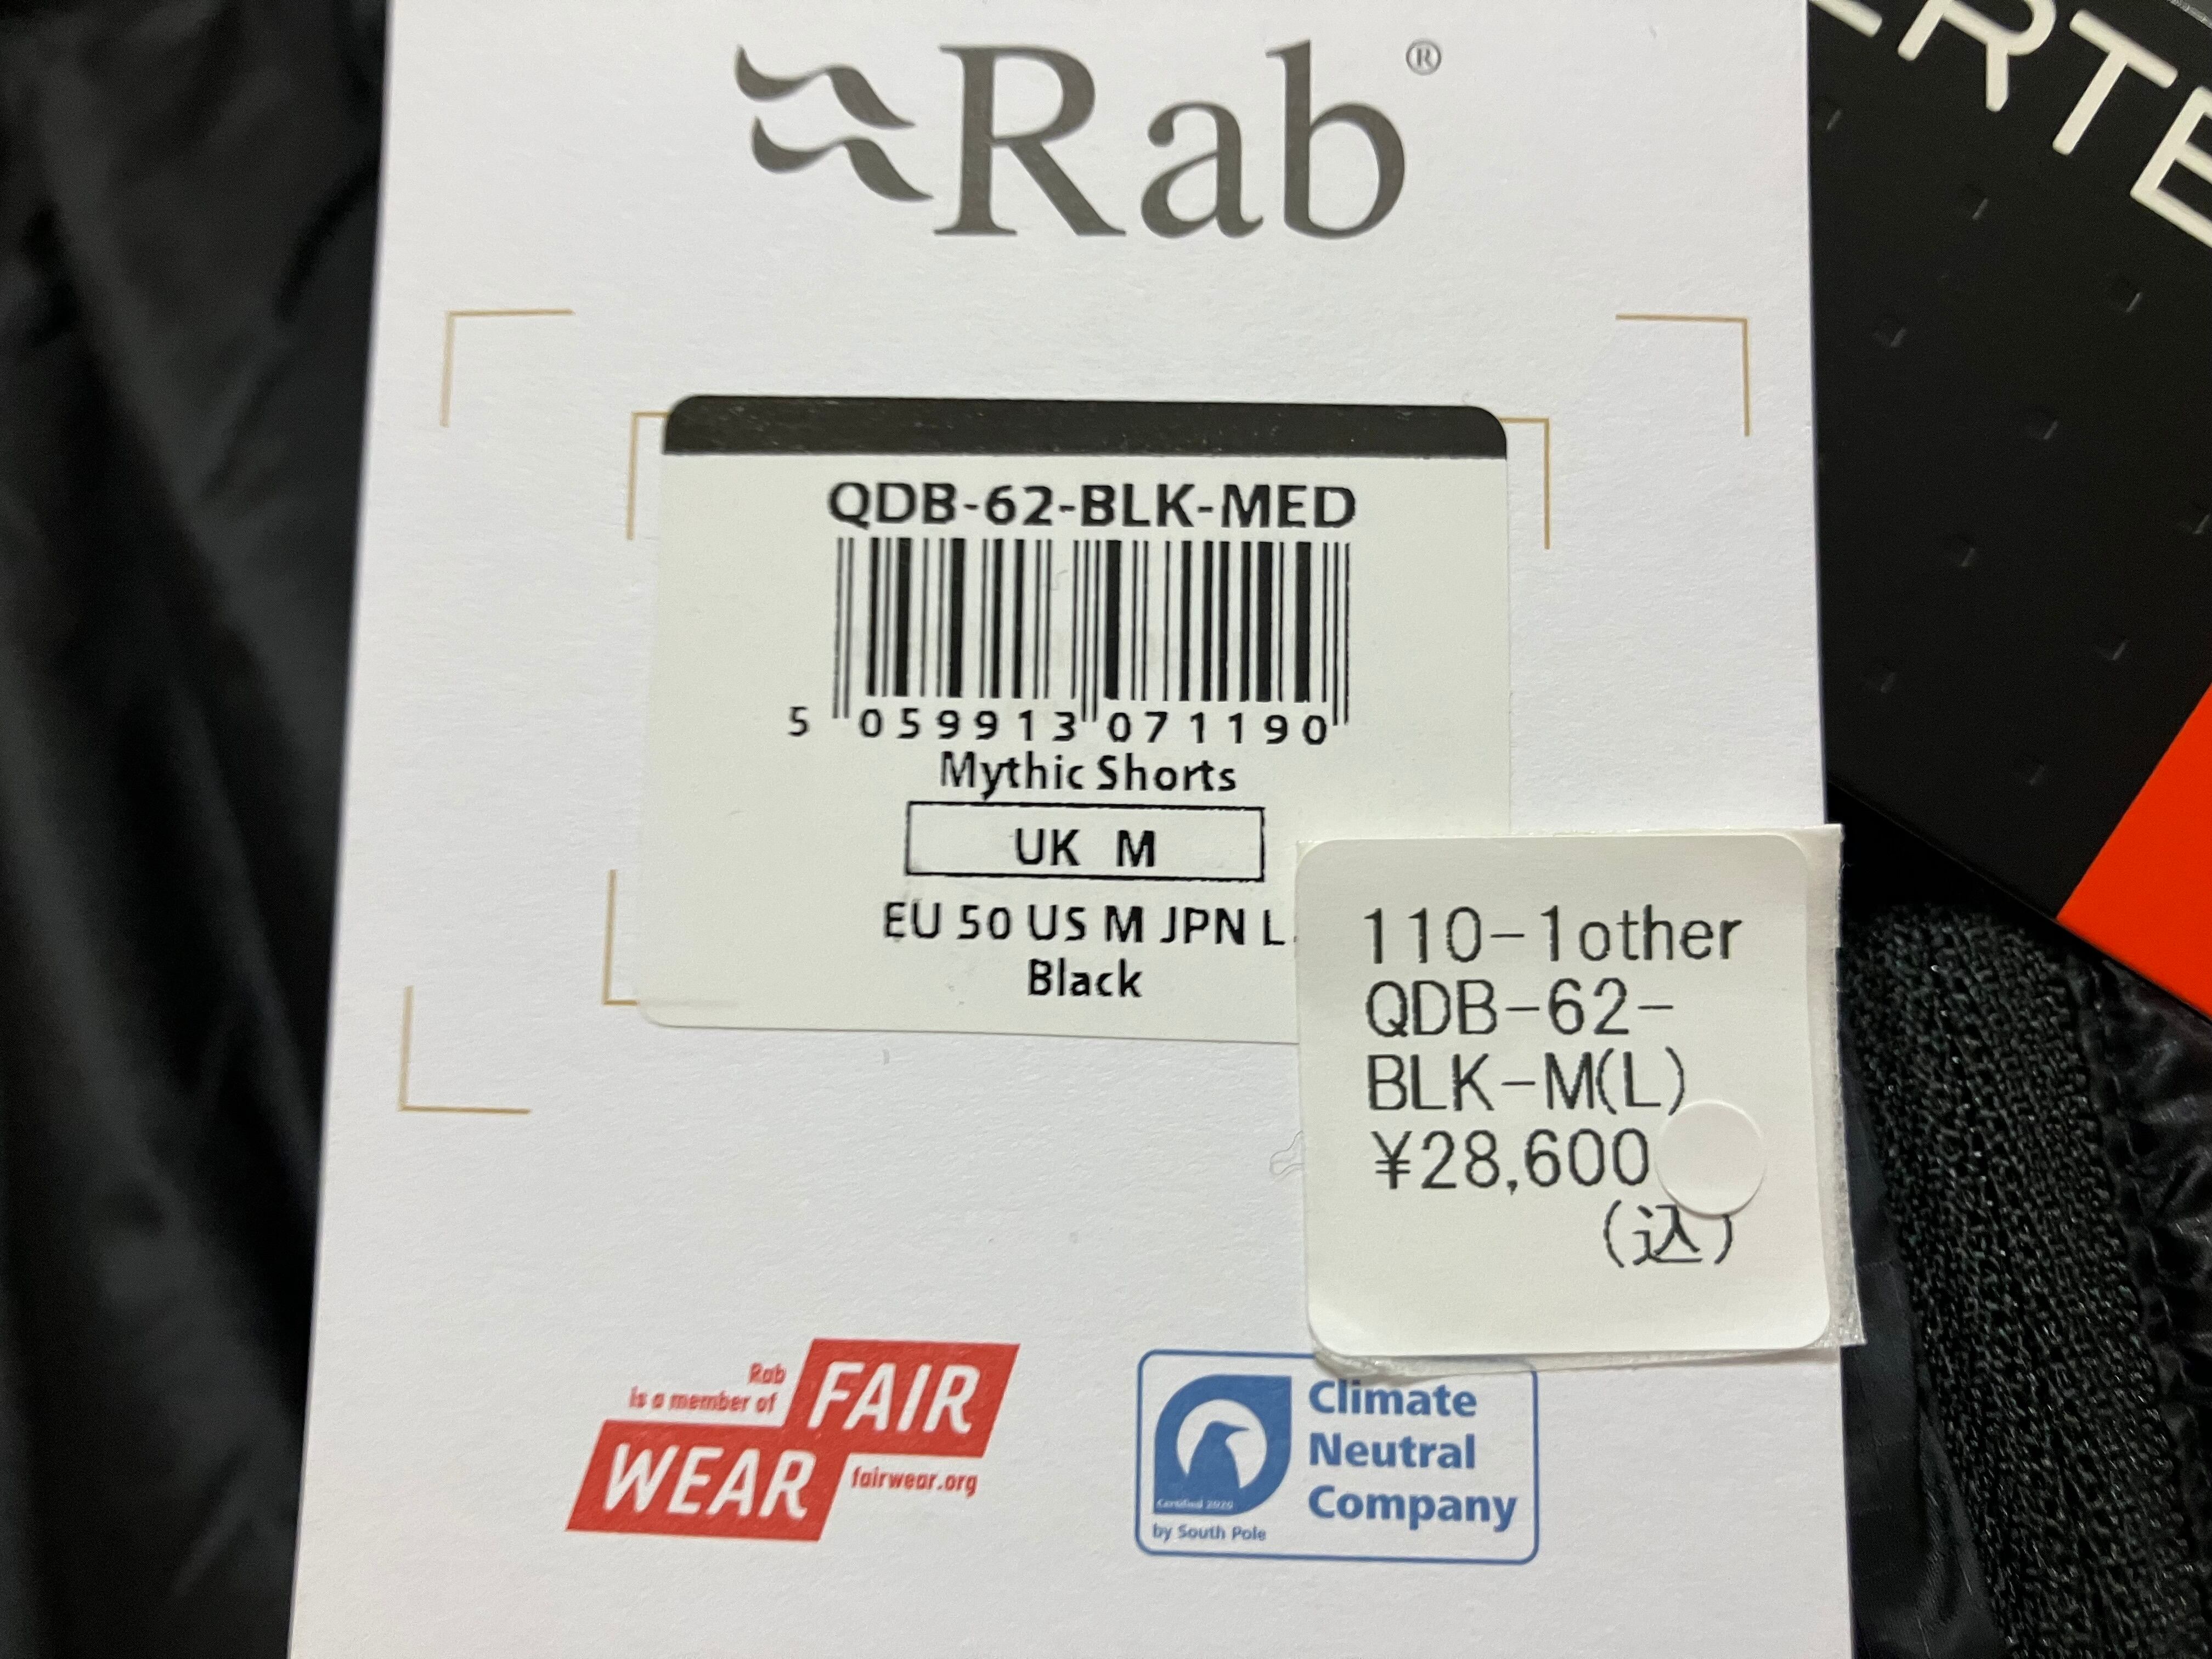 Rab®
ERTE
QDB-62-BLK-MED
5 059913 071190
Mythic Shorts
UK M
EU 50 US M JPN L
Black
110-1other
QDB-62-
BLK-M(L)
¥28,600
(込)
Rab
is a member of
FAIR
WEAR
fairwear.org
Climate
Neutral
Company
Certified 2020
by South Pole